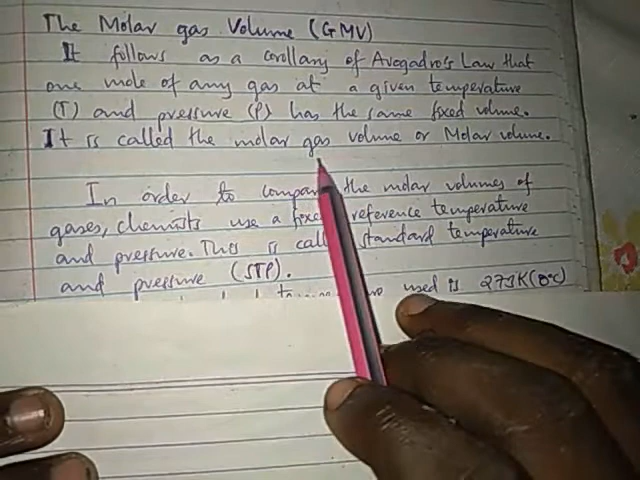 The Molar gas Volume (GMV)
It follows as a corollary of Avogadro's Law that
one mole of any gas at a given temperature
(T) and pressure (P) has the same fixed volume.
It is called the molar gas volume or Molar volume.
In order to compare the molar volumes of
gases, chemists use a fixed reference temperature
and pressure. This is call standard temperature
and pressure (STP).
used is 273K (0°C)